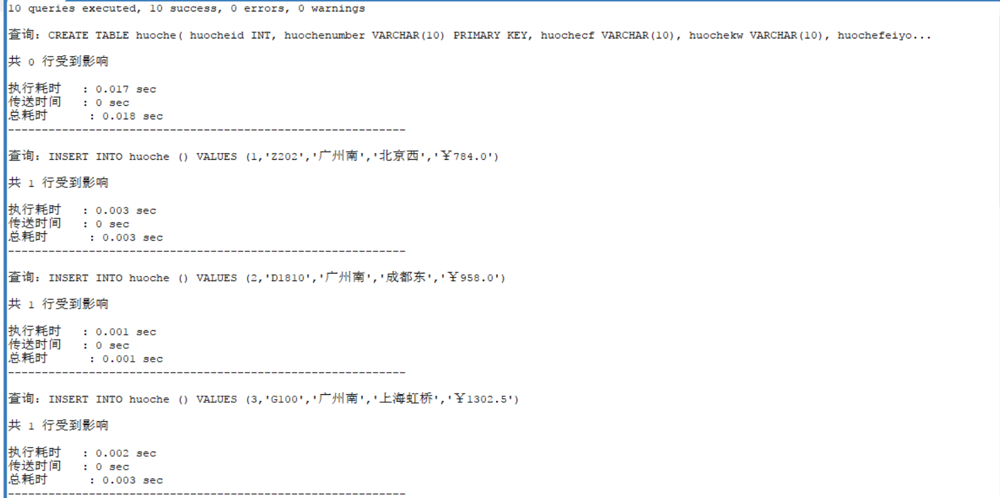 10 queries executed, 10 success, 0 errors, 0 warnings
查询：CREATE TABLE huoche( huocheid INT, huochenumber VARCHAR(10) PRIMARY KEY, huochecf VARCHAR(10), huochekw VARCHAR(10), huochefeiyo...
共 0 行受到影响
执行耗时   : 0.017 sec
传送时间   : 0 sec
总耗时      : 0.018 sec
-----------------------------------------------------------
查询：INSERT INTO huoche () VALUES (1,'Z202','广州南','北京西','￥784.0')
共 1 行受到影响
执行耗时   : 0.003 sec
传送时间   : 0 sec
总耗时      : 0.003 sec
-----------------------------------------------------------
查询：INSERT INTO huoche () VALUES (2,'D1810','广州南','成都东','￥958.0')
共 1 行受到影响
执行耗时   : 0.001 sec
传送时间   : 0 sec
总耗时      : 0.001 sec
-----------------------------------------------------------
查询：INSERT INTO huoche () VALUES (3,'G100','广州南','上海虹桥','￥1302.5')
共 1 行受到影响
执行耗时   : 0.002 sec
传送时间   : 0 sec
总耗时      : 0.003 sec
-----------------------------------------------------------